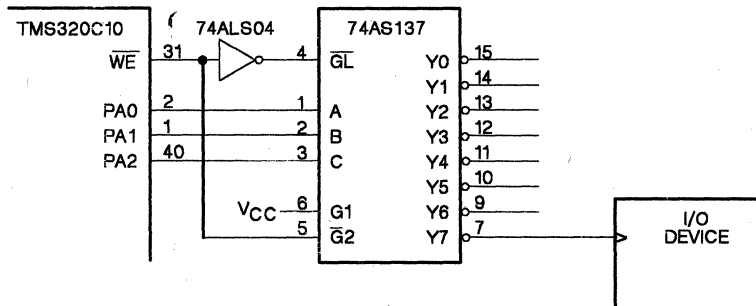 TMS320C10 74ALS04 74AS137
WE 31 4 GL Y0 15
Y1 14
PA0 2 1 A Y2 13
PA1 1 2 B Y3 12
PA2 40 3 C Y4 11
Y5 10
VCC 6 G1 Y6 9
5 G2 Y7 7
I/O
DEVICE